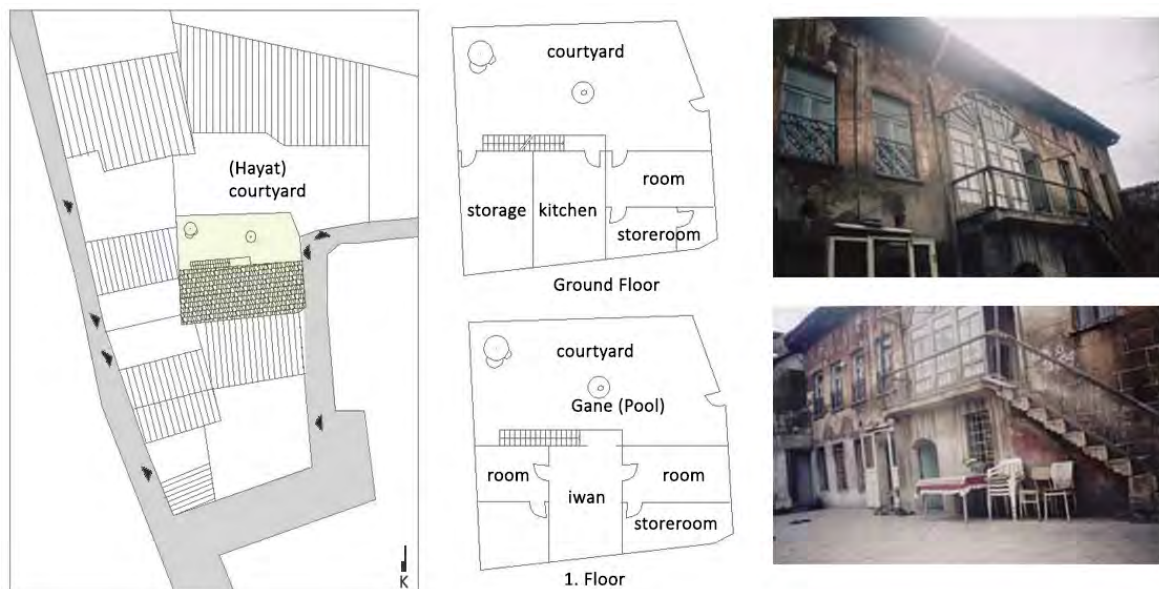 (Hayat)
courtyard
K
courtyard
room
storage
kitchen
storeroom
Ground Floor
courtyard
Gane (Pool)
room
room
iwan
storeroom
1. Floor